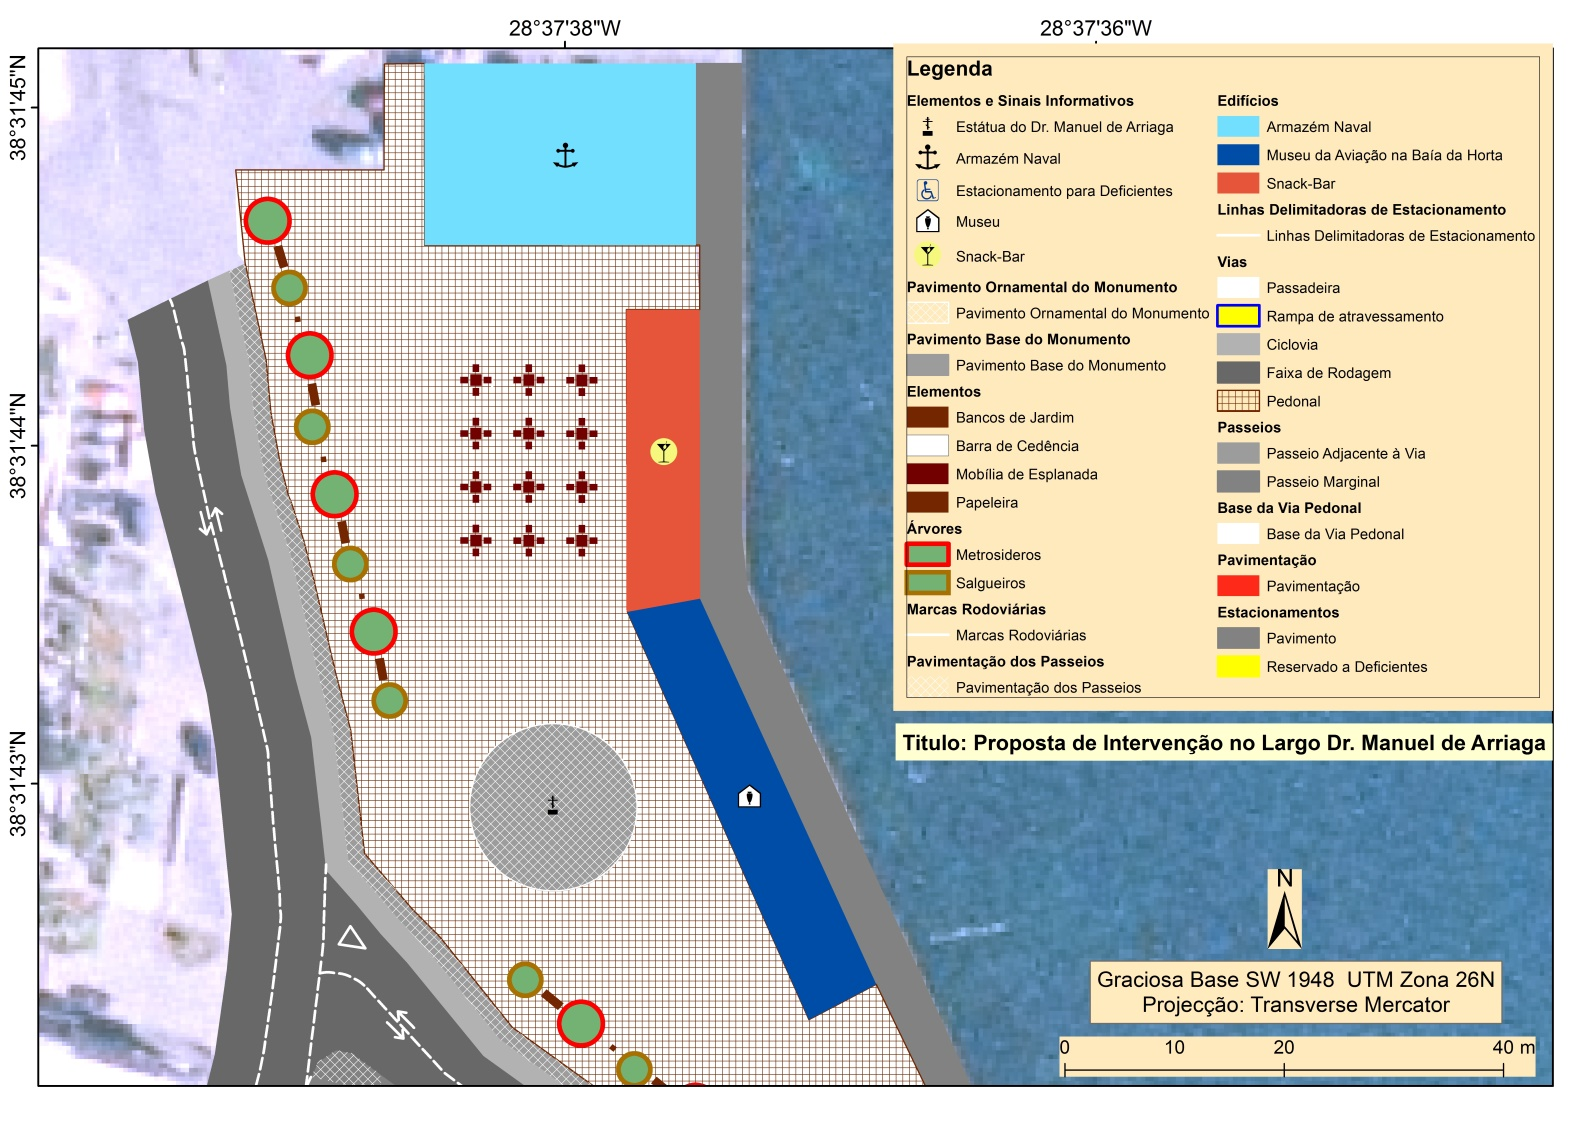 28°37'38"W
28°37'36"W
38°31'45"N
38°31'44"N
38°31'43"N
Legenda
Elementos e Sinais Informativos
Estátua do Dr. Manuel de Arriaga
Armazém Naval
Estacionamento para Deficientes
Museu
Snack-Bar
Pavimento Ornamental do Monumento
Pavimento Ornamental do Monumento
Pavimento Base do Monumento
Pavimento Base do Monumento
Elementos
Bancos de Jardim
Barra de Cedência
Mobília de Esplanada
Papeleira
Árvores
Metrosideros
Salgueiros
Marcas Rodoviárias
Marcas Rodoviárias
Pavimentação dos Passeios
Pavimentação dos Passeios
Edifícios
Armazém Naval
Museu da Aviação na Baía da Horta
Snack-Bar
Linhas Delimitadoras de Estacionamento
Linhas Delimitadoras de Estacionamento
Vias
Passadeira
Rampa de atravessamento
Ciclovia
Faixa de Rodagem
Pedonal
Passeios
Passeio Adjacente à Via
Passeio Marginal
Base da Via Pedonal
Base da Via Pedonal
Pavimentação
Pavimentação
Estacionamentos
Pavimento
Reservado a Deficientes
Titulo: Proposta de Intervenção no Largo Dr. Manuel de Arriaga
N
Graciosa Base SW 1948 UTM Zona 26N
Projecção: Transverse Mercator
0 10 20 40 m